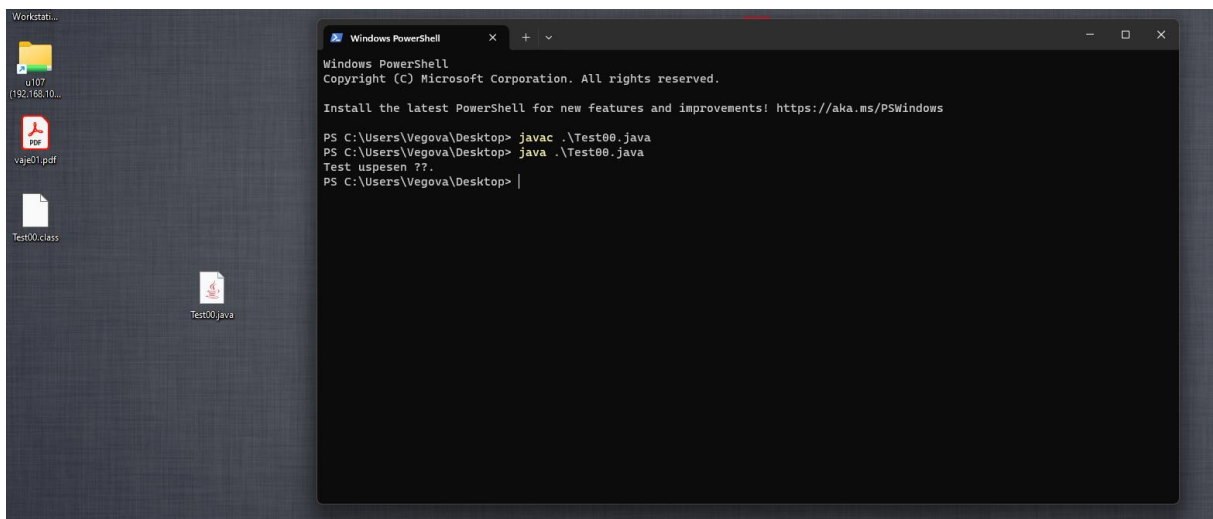 Workstati...
u107
(192.168.10...
PDF
vaje01.pdf
Test00.class
Test00.java
Windows PowerShell
Windows PowerShell
Copyright (C) Microsoft Corporation. All rights reserved.
Install the latest PowerShell for new features and improvements! https://aka.ms/PSWindows
PS C:\Users\Vegova\Desktop> javac .\Test00.java
PS C:\Users\Vegova\Desktop> java .\Test00.java
Test uspesen ??.
PS C:\Users\Vegova\Desktop>